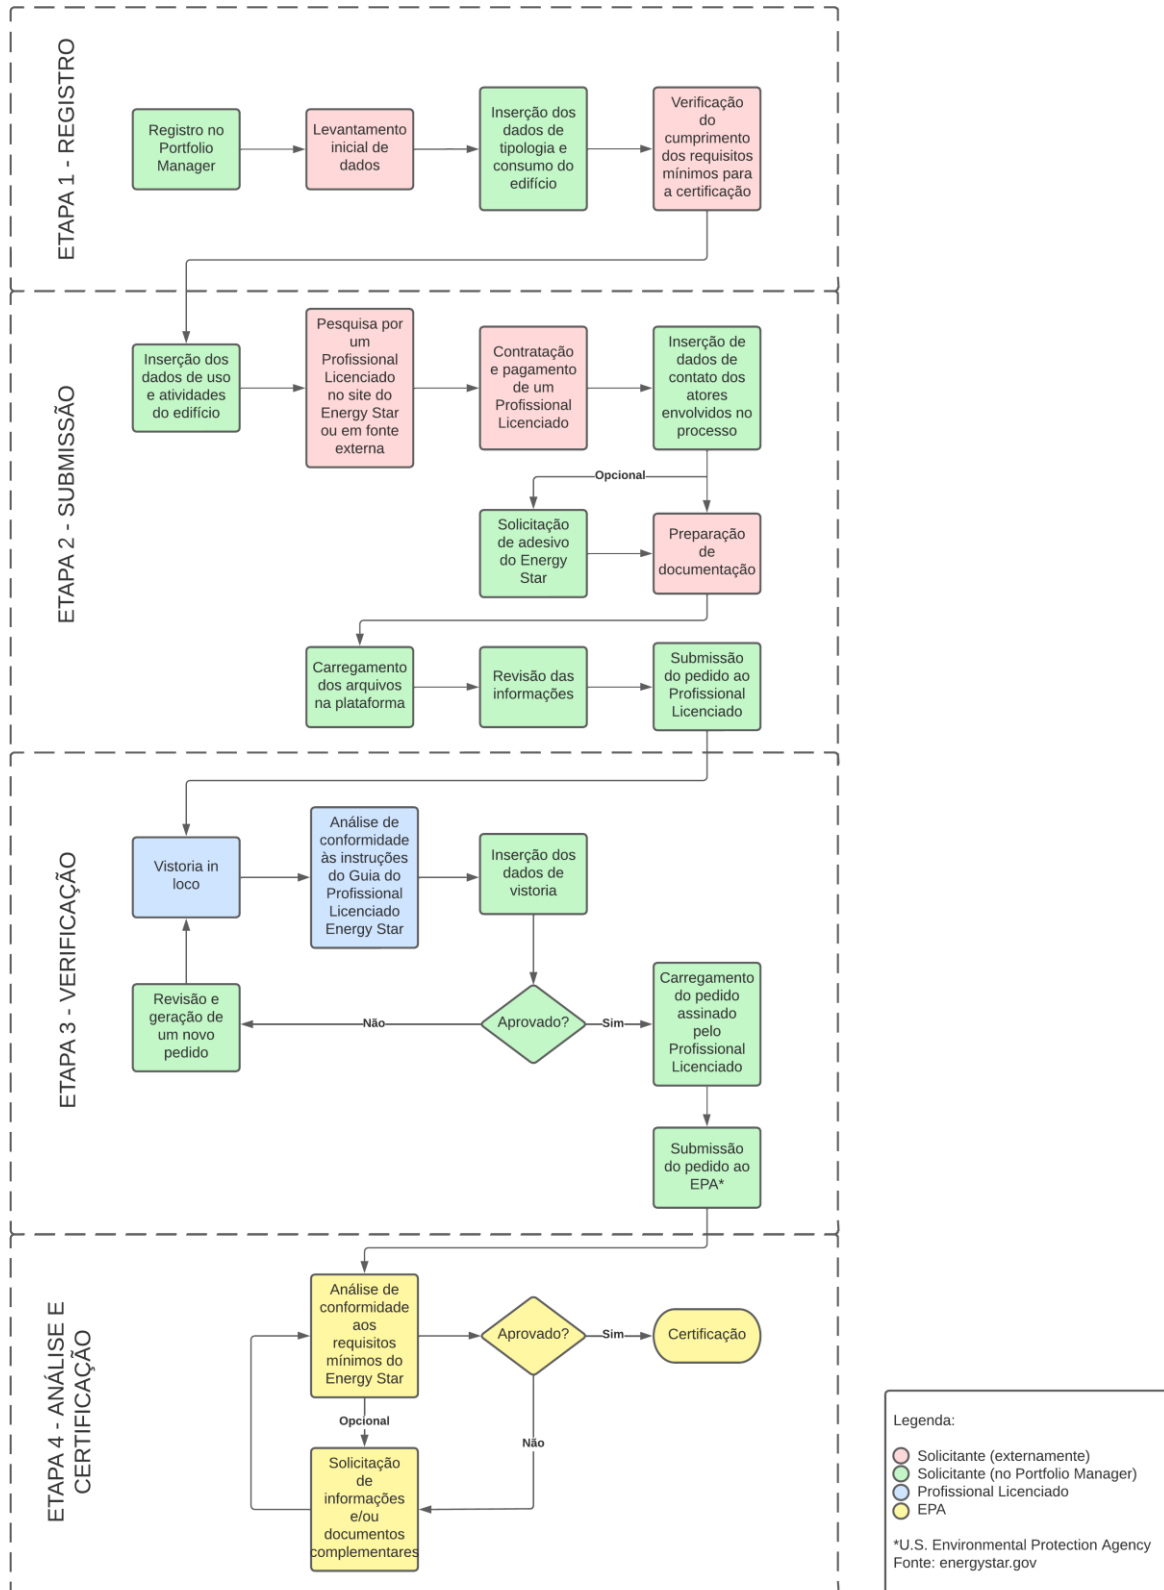 ETAPA 1 - REGISTRO
Registro no
Portfolio
Manager
Levantamento
inicial de
dados
Inserção dos
dados de
tipologia e
consumo do
edifício
Verificação
do
cumprimento
dos requisitos
mínimos para
a certificação
ETAPA 2 - SUBMISSÃO
Inserção dos
dados de uso
e atividades
do edifício
Pesquisa por
um
Profissional
Licenciado
no site do
Energy Star
ou em fonte
externa
Contratação
e pagamento
de um
Profissional
Licenciado
Inserção de
dados de
contato dos
atores
envolvidos no
processo
Opcional
Solicitação
de adesivo
do Energy
Star
Preparação
de
documentação
Carregamento
dos arquivos
na plataforma
Revisão das
informações
Submissão
do pedido ao
Profissional
Licenciado
ETAPA 3 - VERIFICAÇÃO
Vistoria in
loco
Análise de
conformidade
às instruções
do Guia do
Profissional
Licenciado
Energy Star
Inserção dos
dados de
vistoria
Revisão e
geração de
um novo
pedido
Não
Aprovado?
Sim
Carregamento
do pedido
assinado
pelo
Profissional
Licenciado
Submissão
do pedido ao
EPA*
ETAPA 4 - ANÁLISE E
CERTIFICAÇÃO
Análise de
conformidade
aos
requisitos
mínimos do
Energy Star
Aprovado?
Sim
Certificação
Opcional
Não
Solicitação
de
informações
e/ou
documentos
complementares
Legenda:
Solicitante (externamente)
Solicitante (no Portfolio Manager)
Profissional Licenciado
EPA
*U.S. Environmental Protection Agency
Fonte: energystar.gov